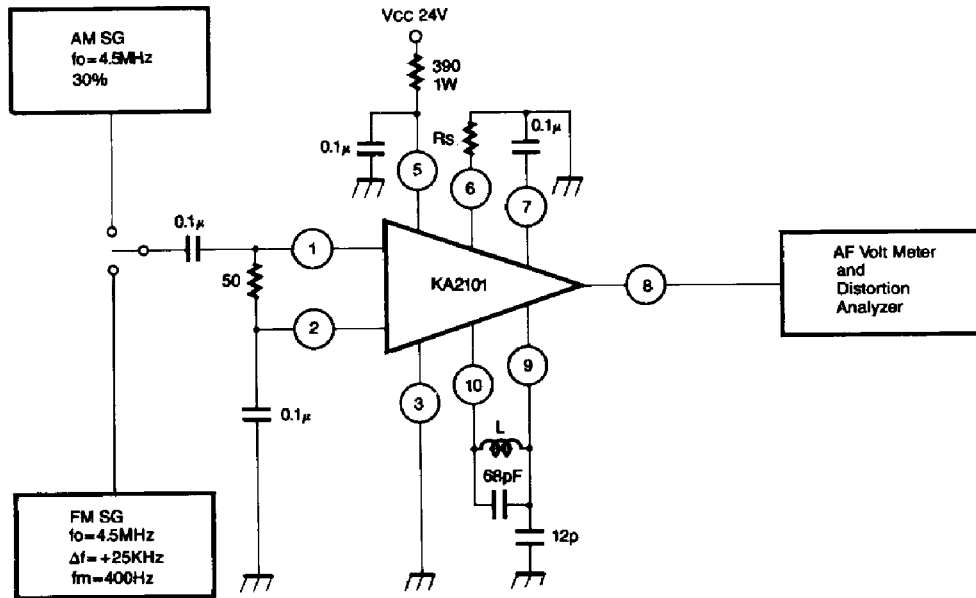 AM SG
fo=4.5MHz
30%
Vcc 24V
390
1W
0.1μ
Rs
0.1μ
5
6
7
0.1μ
1
50
KA2101
8
AF Volt Meter
and
Distortion
Analyzer
2
9
10
3
0.1μ
L
68pF
12p
FM SG
fo=4.5MHz
Δf=+25KHz
fm=400Hz